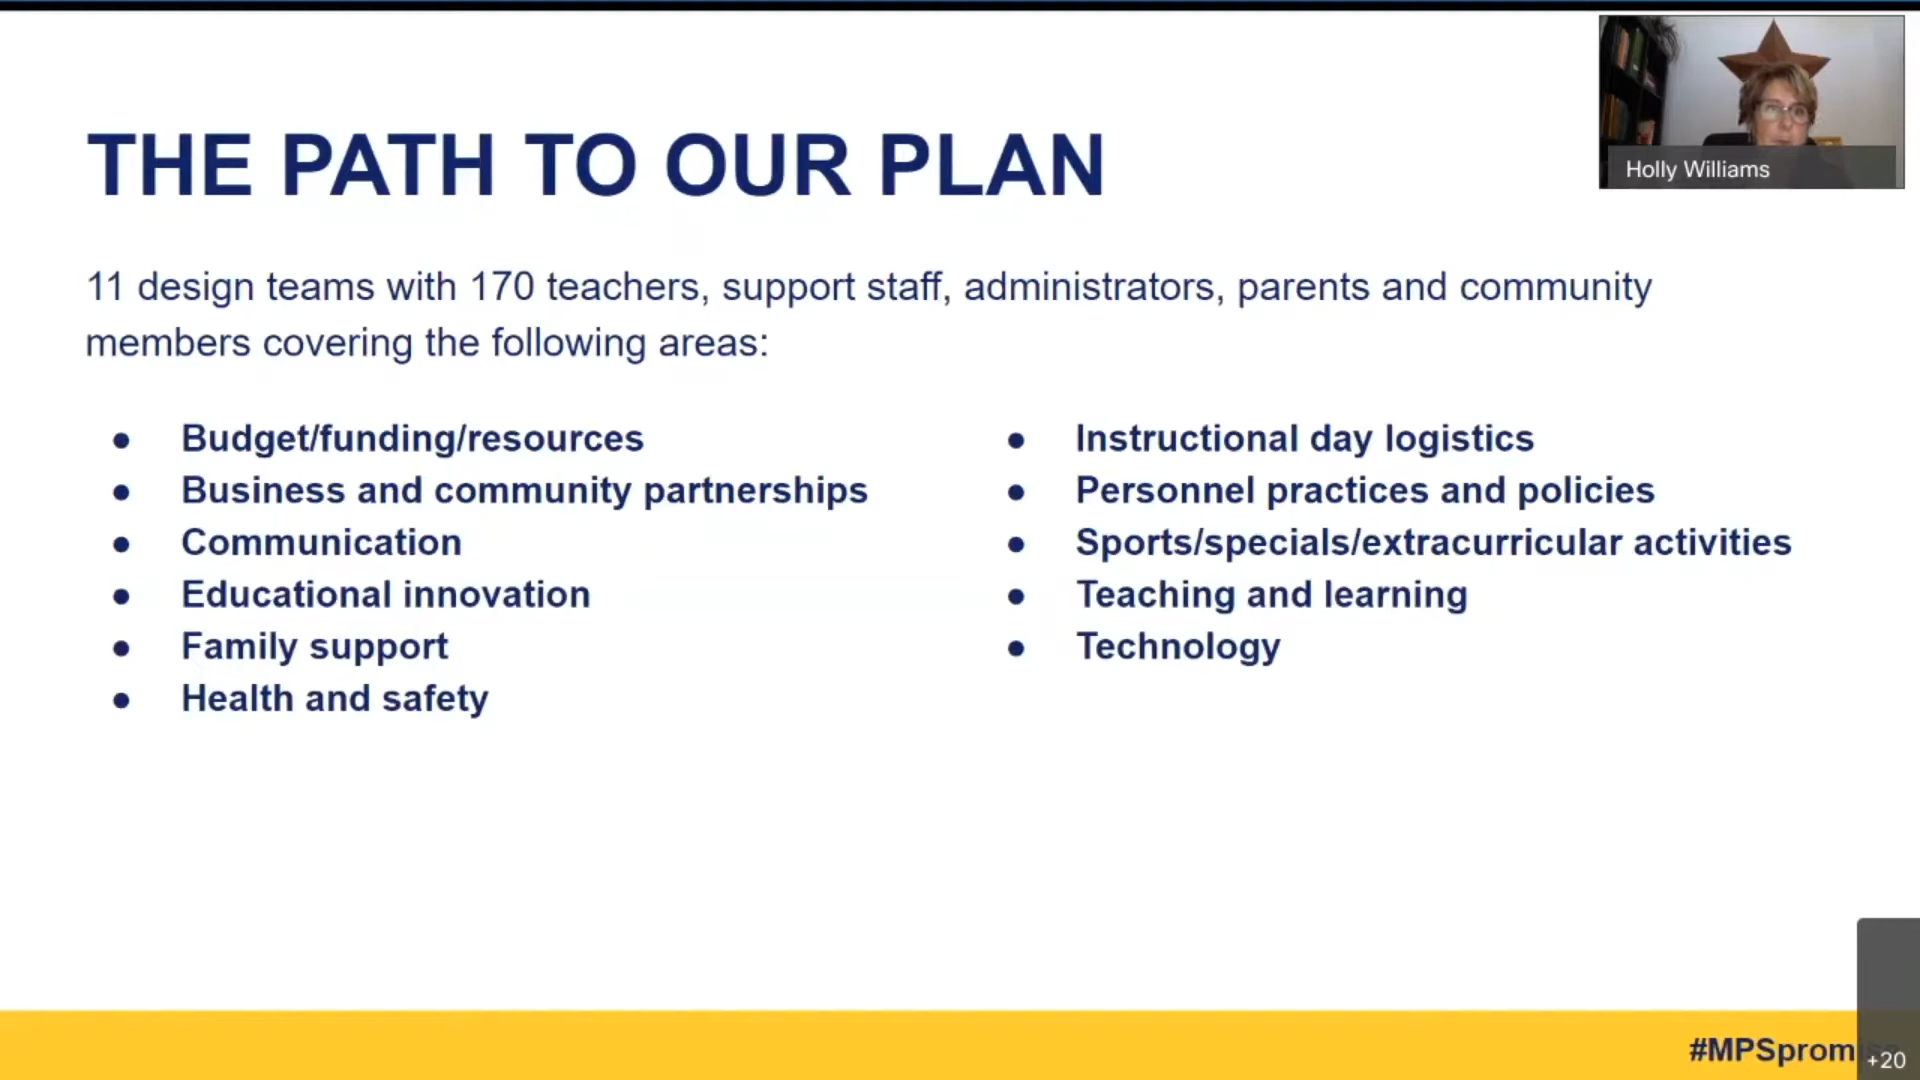 THE PATH TO OUR PLAN
Holly Williams
11 design teams with 170 teachers, support staff, administrators, parents and community
members covering the following areas:
● Budget/funding/resources
● Business and community partnerships
● Communication
● Educational innovation
● Family support
● Health and safety
● Instructional day logistics
● Personnel practices and policies
● Sports/specials/extracurricular activities
● Teaching and learning
● Technology
#MPSpromise
+20